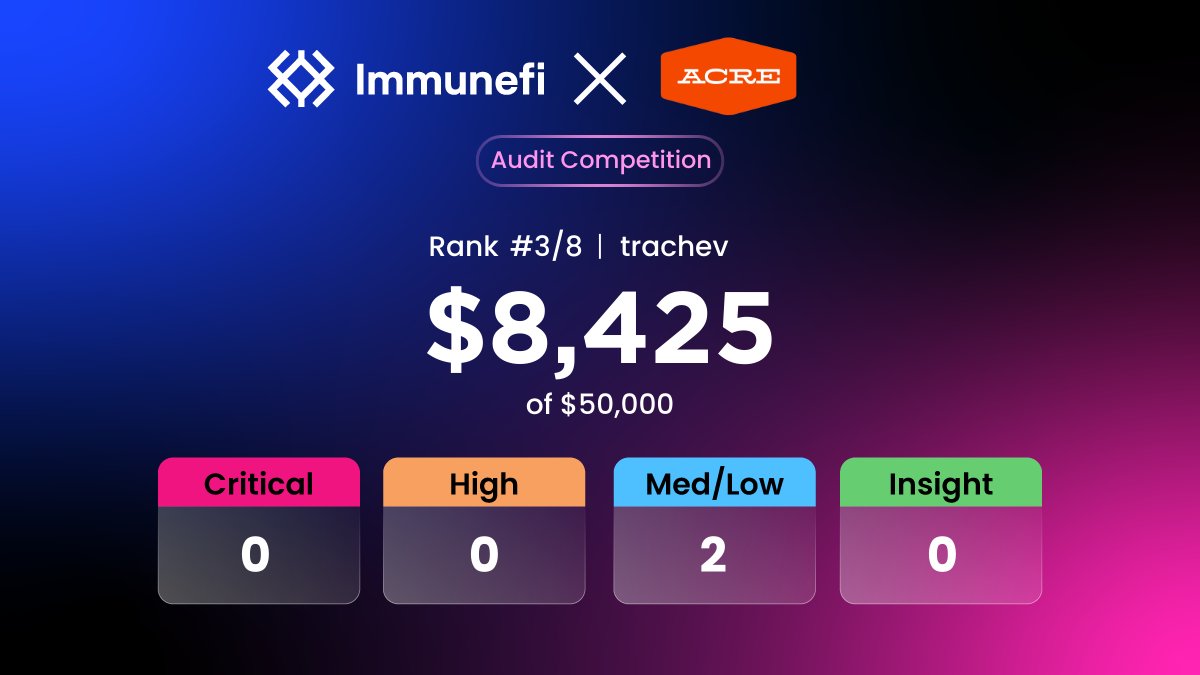 Immunefi ACRE
Audit Competition
Rank #3/8 | trachev
$8,425
of $50,000
Critical High Med/Low Insight
0 0 2 0